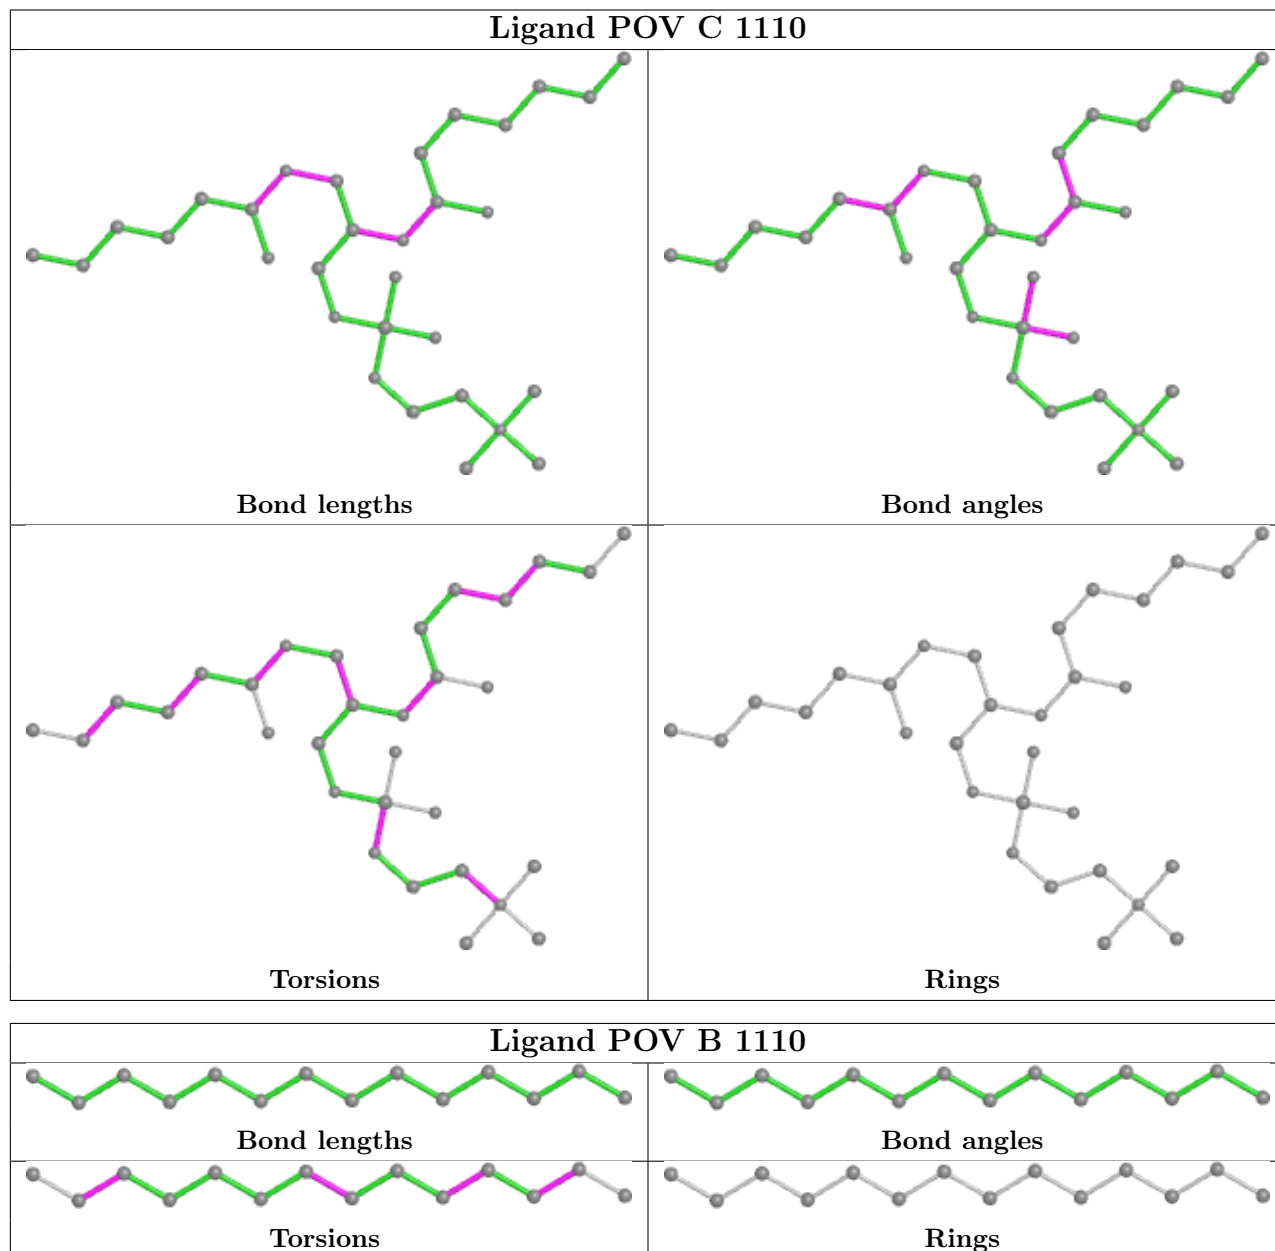 Ligand POV C 1110
Bond lengths
Bond angles
Torsions
Rings
Ligand POV B 1110
Bond lengths
Bond angles
Torsions
Rings